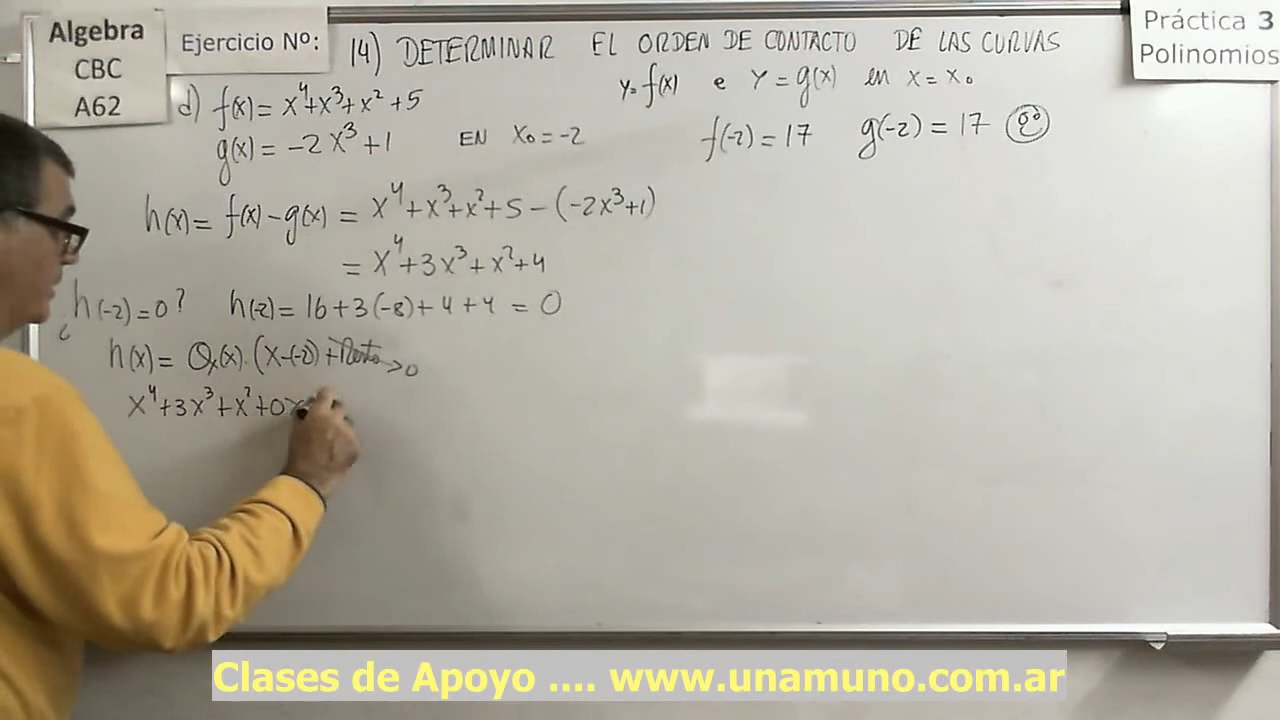 Algebra
CBC
A62
Ejercicio Nº:
Práctica 3
Polinomios
14) DETERMINAR EL ORDEN DE CONTACTO DE LAS CURVAS
y=f(x) e y=g(x) en x=x₀
d) f(x)= x⁴+x³+x²+5
g(x)= -2x³+1 EN x₀=-2 f(-2)=17 g(-2)=17
h(x)= f(x)-g(x) = x⁴+x³+x²+5-(-2x³+1)
= x⁴+3x³+x²+4
¿h(-2)=0? h(-2)= 16+3(-8)+4+4 = 0
h(x)= Q(x).(x-(-2))+Resto→0
x⁴+3x³+x²+0x
Clases de Apoyo .... www.unamuno.com.ar